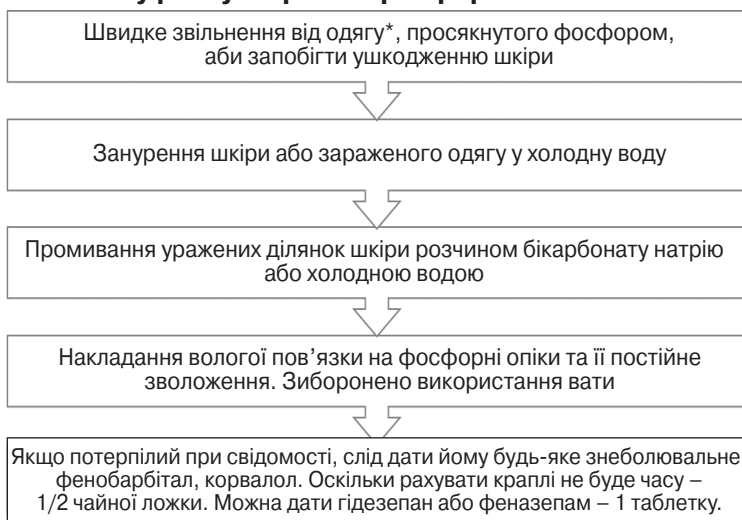 Швидке звільнення від одягу*, просякнутого фосфором,
аби запобігти ушкодженню шкіри
Занурення шкіри або зараженого одягу у холодну воду
Промивання уражених ділянок шкіри розчином бікарбонату натрію
або холодною водою
Накладання вологої пов’язки на фосфорні опіки та її постійне
зволоження. Зиборонено використання вати
Якщо потерпілий при свідомості, слід дати йому будь-яке знеболювальне
фенобарбітал, корвалол. Оскільки рахувати краплі не буде часу –
1/2 чайної ложки. Можна дати гідезепан або феназепам – 1 таблетку.